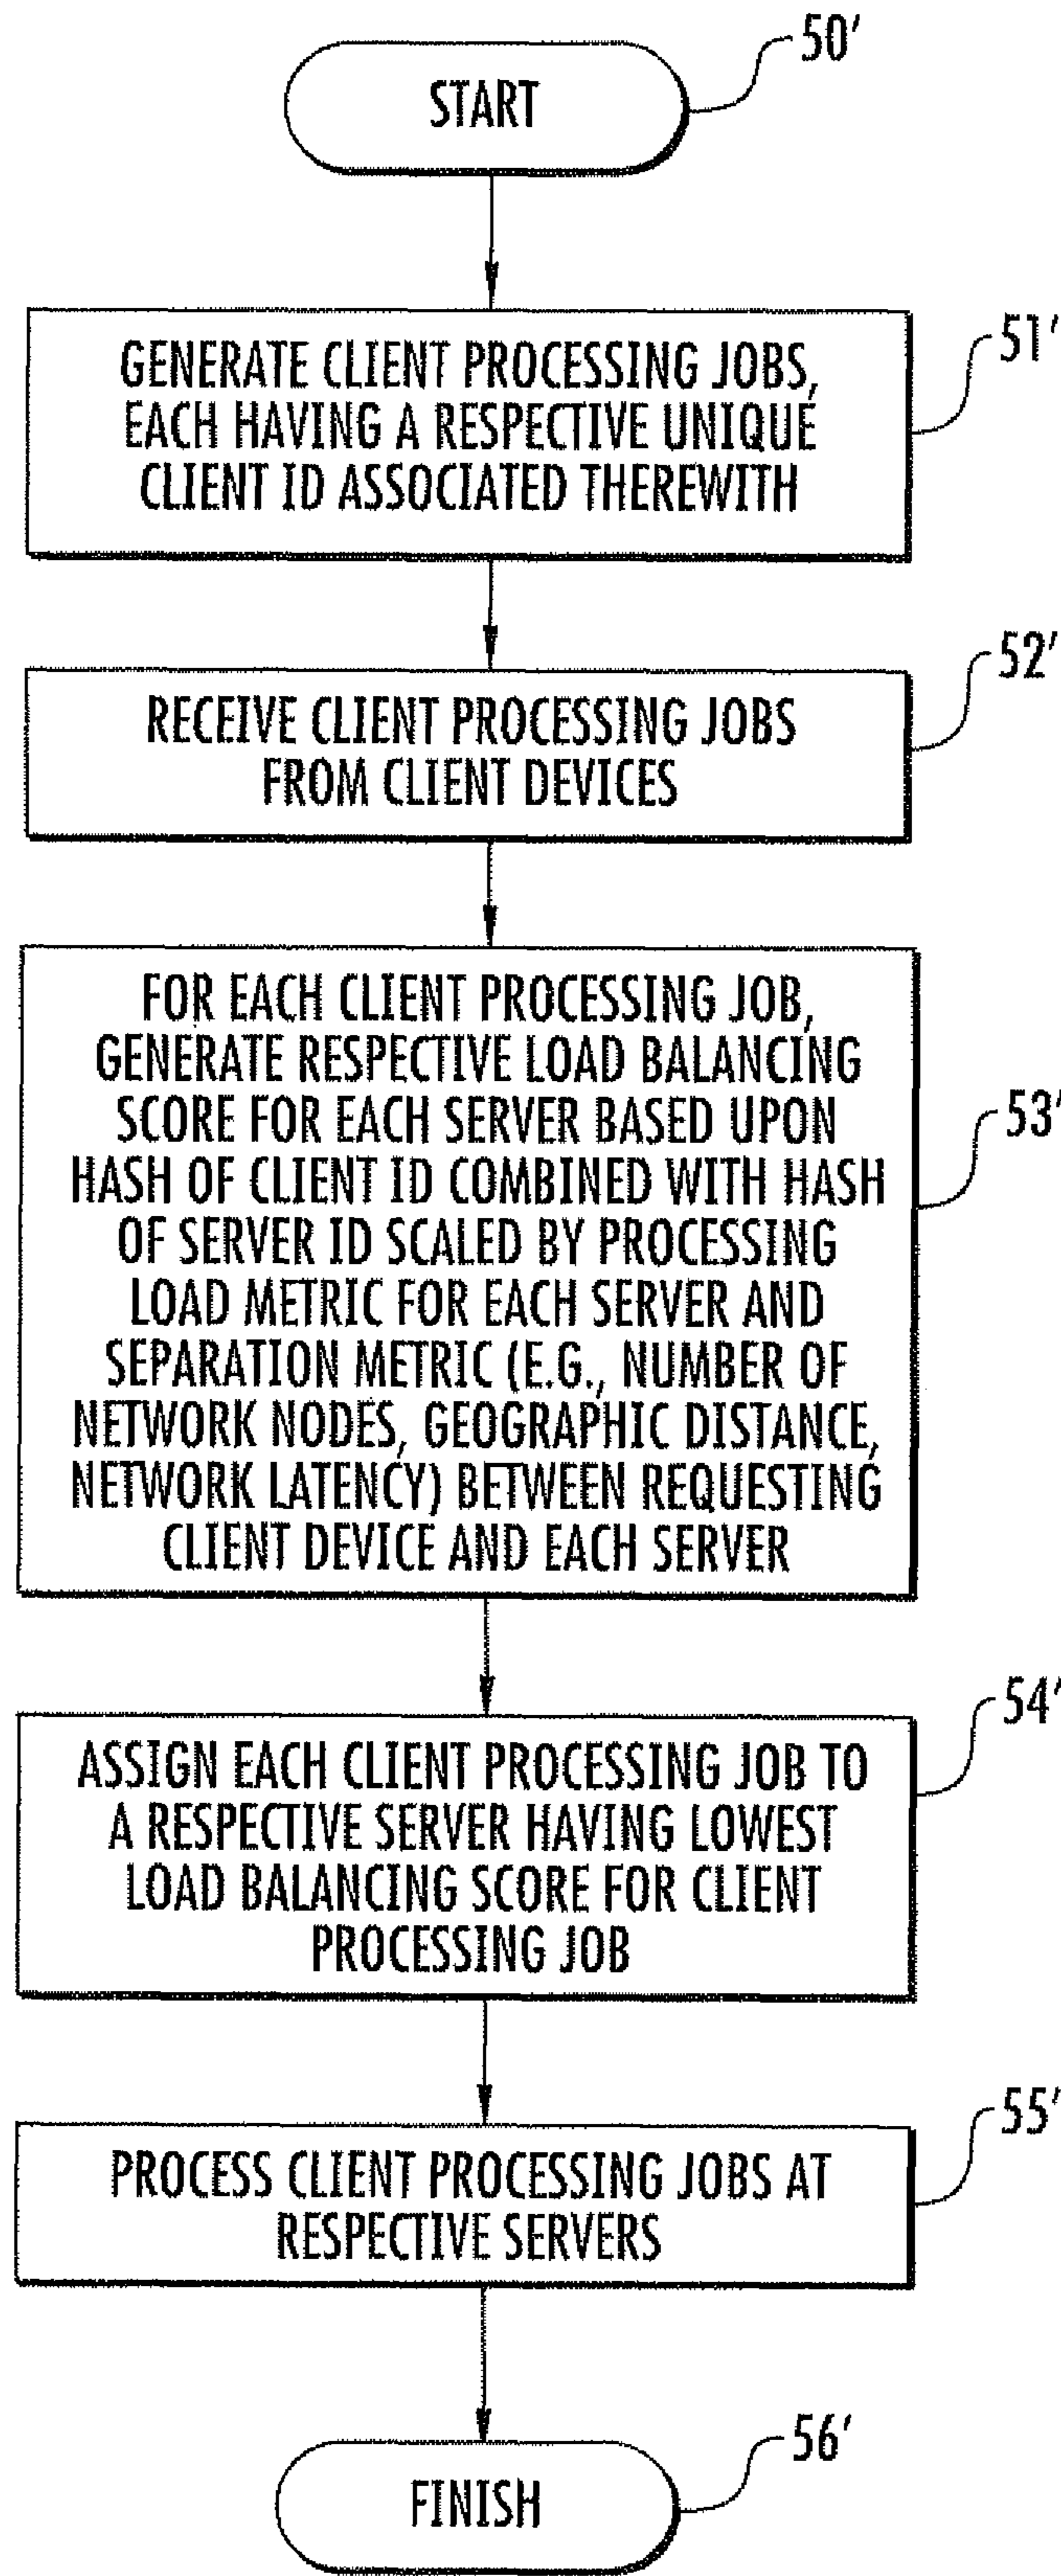 START
50'
GENERATE CLIENT PROCESSING JOBS,
EACH HAVING A RESPECTIVE UNIQUE
CLIENT ID ASSOCIATED THEREWITH
51'
RECEIVE CLIENT PROCESSING JOBS
FROM CLIENT DEVICES
52'
FOR EACH CLIENT PROCESSING JOB,
GENERATE RESPECTIVE LOAD BALANCING
SCORE FOR EACH SERVER BASED UPON
HASH OF CLIENT ID COMBINED WITH HASH
OF SERVER ID SCALED BY PROCESSING
LOAD METRIC FOR EACH SERVER AND
SEPARATION METRIC (E.G., NUMBER OF
NETWORK NODES, GEOGRAPHIC DISTANCE,
NETWORK LATENCY) BETWEEN REQUESTING
CLIENT DEVICE AND EACH SERVER
53'
ASSIGN EACH CLIENT PROCESSING JOB TO
A RESPECTIVE SERVER HAVING LOWEST
LOAD BALANCING SCORE FOR CLIENT
PROCESSING JOB
54'
PROCESS CLIENT PROCESSING JOBS AT
RESPECTIVE SERVERS
55'
FINISH
56'